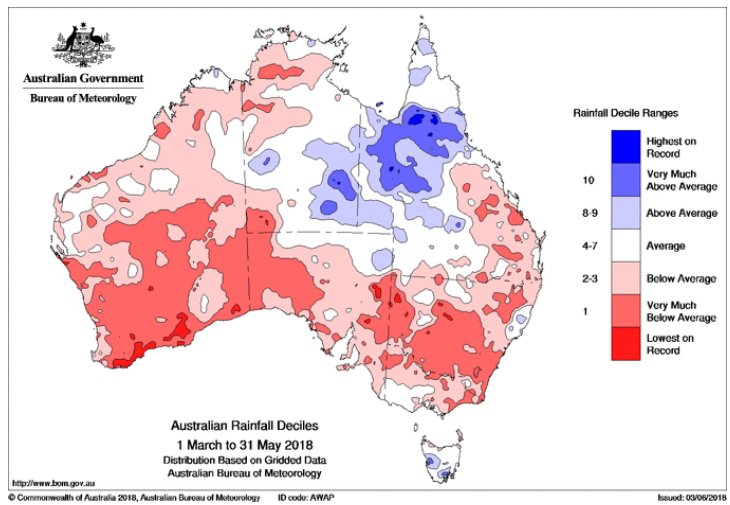 Australian Government
Bureau of Meteorology
Rainfall Decile Ranges
Highest on
Record
10
Very Much
Above Average
8-9
Above Average
4-7
Average
2-3
Below Average
1
Very Much
Below Average
Lowest on
Record
Australian Rainfall Deciles
1 March to 31 May 2018
Distribution Based on Gridded Data
Australian Bureau of Meteorology
http://www.bom.gov.au
© Commonwealth of Australia 2018, Australian Bureau of Meteorology
ID code: AWAP
Issued: 03/06/2018